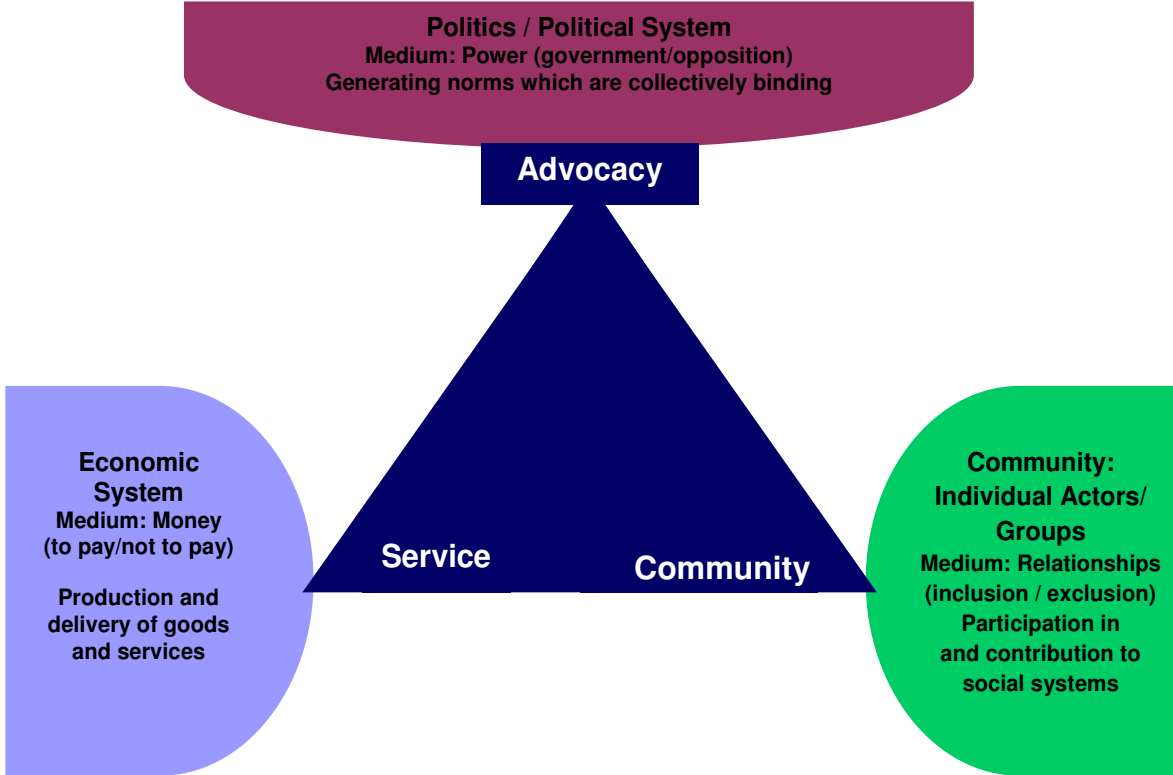 Politics / Political System
Medium: Power (government/opposition)
Generating norms which are collectively binding
Advocacy
Economic
System
Medium: Money
(to pay/not to pay)
Production and
delivery of goods
and services
Service
Community
Community:
Individual Actors/
Groups
Medium: Relationships
(inclusion / exclusion)
Participation in
and contribution to
social systems